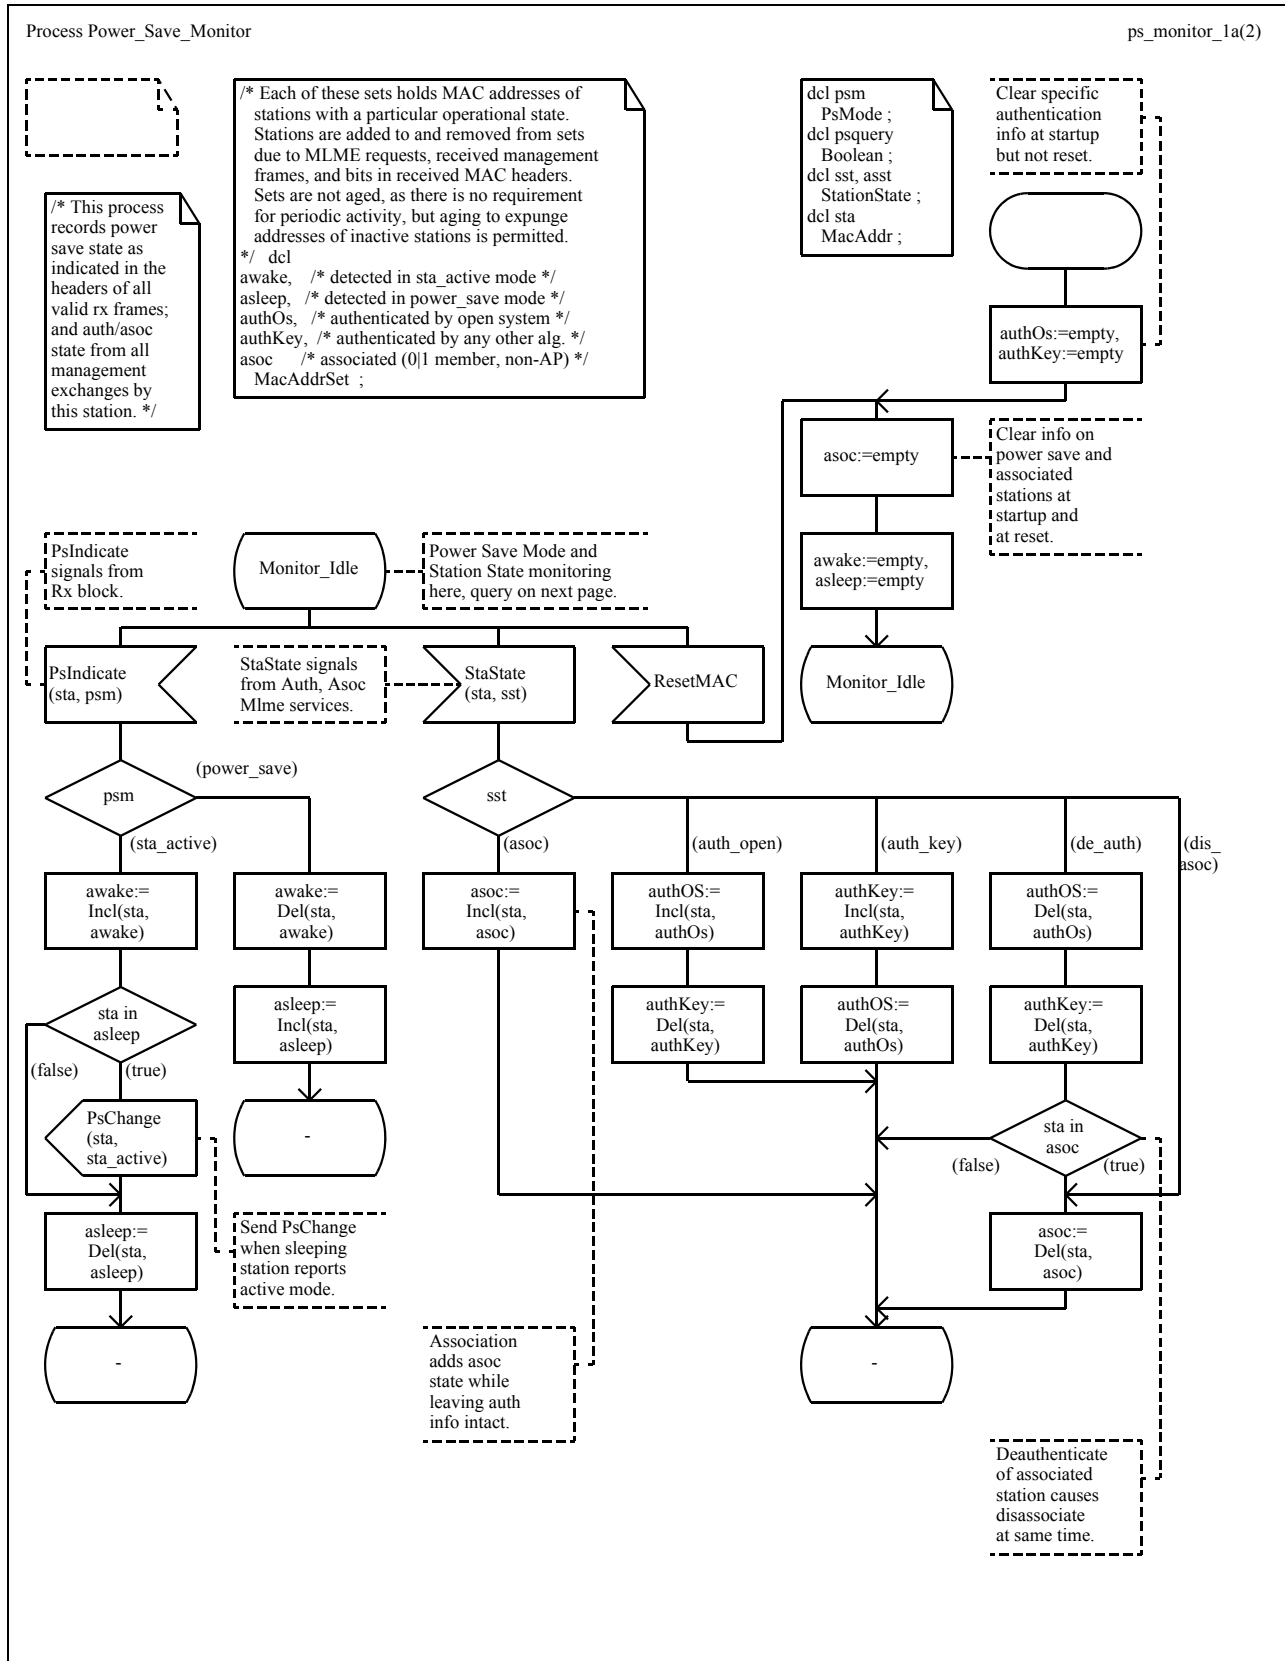 Process Power_Save_Monitor
ps_monitor_1a(2)
/* Each of these sets holds MAC addresses of
stations with a particular operational state.
Stations are added to and removed from sets
due to MLME requests, received management
frames, and bits in received MAC headers.
Sets are not aged, as there is no requirement
for periodic activity, but aging to expunge
addresses of inactive stations is permitted.
*/ dcl
awake, /* detected in sta_active mode */
asleep, /* detected in power_save mode */
authOs, /* authenticated by open system */
authKey, /* authenticated by any other alg. */
asoc /* associated (0|1 member, non-AP) */
MacAddrSet ;
dcl psm
PsMode ;
dcl psquery
Boolean ;
dcl sst, asst
StationState ;
dcl sta
MacAddr ;
Clear specific
authentication
info at startup
but not reset.
/* This process
records power
save state as
indicated in the
headers of all
valid rx frames;
and auth/asoc
state from all
management
exchanges by
this station. */
authOs:=empty,
authKey:=empty
asoc:=empty
Clear info on
power save and
associated
stations at
startup and
at reset.
awake:=empty,
asleep:=empty
Monitor_Idle
PsIndicate
signals from
Rx block.
Monitor_Idle
Power Save Mode and
Station State monitoring
here, query on next page.
PsIndicate
(sta, psm)
StaState signals
from Auth, Asoc
Mlme services.
StaState
(sta, sst)
ResetMAC
psm
(power_save)
(sta_active)
sst
(asoc)
(auth_open)
(auth_key)
(de_auth)
(dis_
asoc)
awake:=
Incl(sta,
awake)
awake:=
Del(sta,
awake)
asoc:=
Incl(sta,
asoc)
authOS:=
Incl(sta,
authOs)
authKey:=
Incl(sta,
authKey)
authOS:=
Del(sta,
authOs)
sta in
asleep
(false)
(true)
asleep:=
Incl(sta,
asleep)
authKey:=
Del(sta,
authKey)
authOS:=
Del(sta,
authOs)
authKey:=
Del(sta,
authKey)
PsChange
(sta,
sta_active)
-
sta in
asoc
(false)
(true)
asleep:=
Del(sta,
asleep)
Send PsChange
when sleeping
station reports
active mode.
asoc:=
Del(sta,
asoc)
-
Association
adds asoc
state while
leaving auth
info intact.
-
Deauthenticate
of associated
station causes
disassociate
at same time.